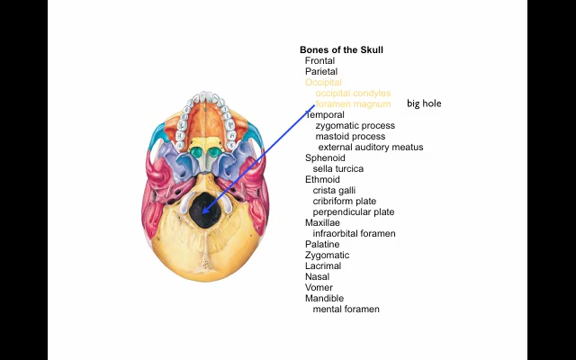 Bones of the Skull
Frontal
Parietal
Occipital
occipital condyles
foramen magnum big hole
Temporal
zygomatic process
mastoid process
external auditory meatus
Sphenoid
sella turcica
Ethmoid
crista galli
cribriform plate
perpendicular plate
Maxillae
infraorbital foramen
Palatine
Zygomatic
Lacrimal
Nasal
Vomer
Mandible
mental foramen